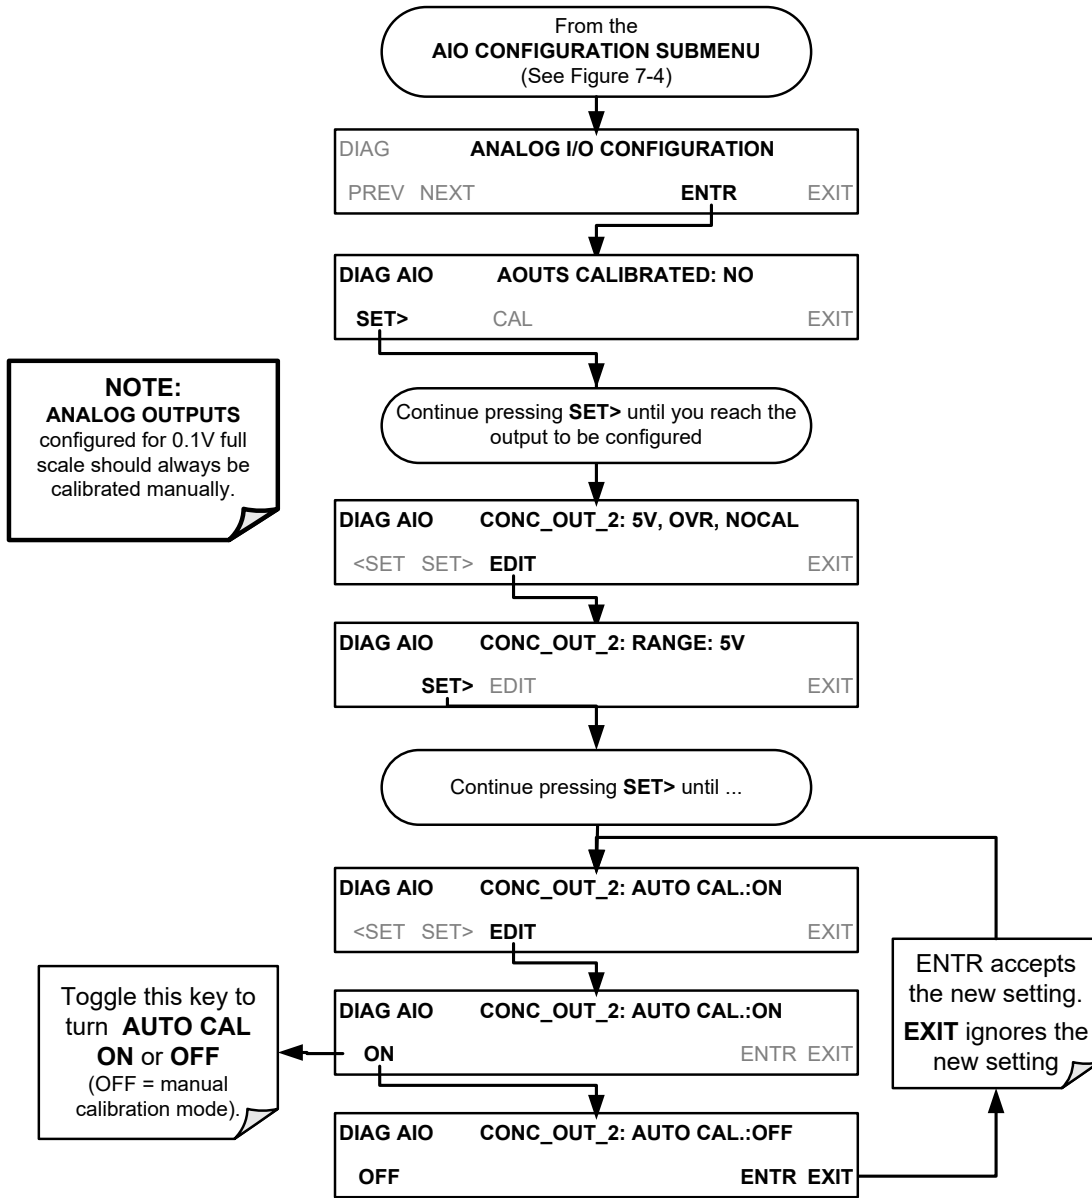 From the
AIO CONFIGURATION SUBMENU
(See Figure 7-4)
DIAG ANALOG I/O CONFIGURATION
PREV NEXT ENTR EXIT
DIAG AIO AOUTS CALIBRATED: NO
SET> CAL EXIT
NOTE:
ANALOG OUTPUTS
configured for 0.1V full
scale should always be
calibrated manually.
Continue pressing SET> until you reach the
output to be configured
DIAG AIO CONC_OUT_2: 5V, OVR, NOCAL
<SET SET> EDIT EXIT
DIAG AIO CONC_OUT_2: RANGE: 5V
SET> EDIT EXIT
Continue pressing SET> until ...
DIAG AIO CONC_OUT_2: AUTO CAL.:ON
<SET SET> EDIT EXIT
Toggle this key to
turn AUTO CAL
ON or OFF
(OFF = manual
calibration mode).
DIAG AIO CONC_OUT_2: AUTO CAL.:ON
ON ENTR EXIT
ENTR accepts
the new setting.
EXIT ignores the
new setting
DIAG AIO CONC_OUT_2: AUTO CAL.:OFF
OFF ENTR EXIT